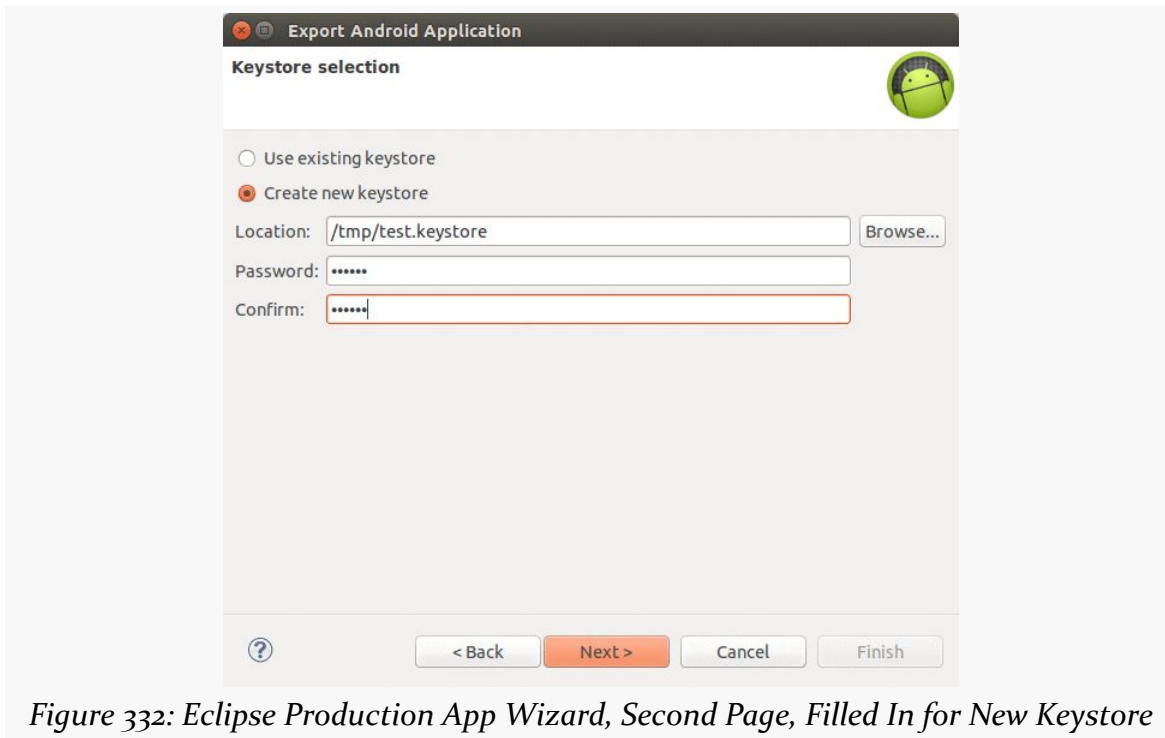 Export Android Application
Keystore selection
Use existing keystore
Create new keystore
Location: /tmp/test.keystore Browse...
Password: ••••••
Confirm: ••••••
? < Back Next > Cancel Finish
Figure 332: Eclipse Production App Wizard, Second Page, Filled In for New Keystore